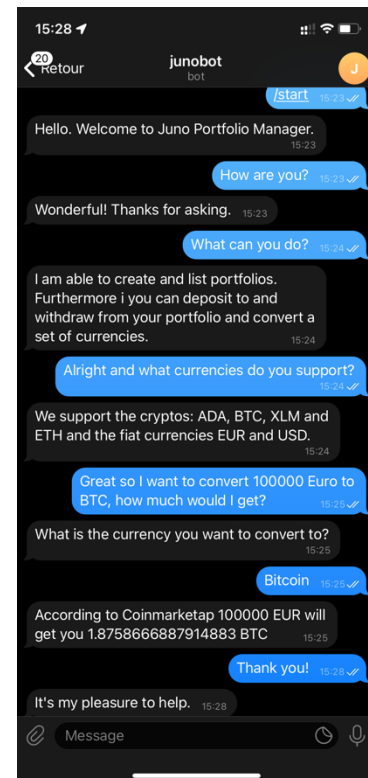 15:28
20
Retour
junobot
bot
J
/start 15:23
Hello. Welcome to Juno Portfolio Manager.
15:23
How are you? 15:23
Wonderful! Thanks for asking. 15:23
What can you do? 15:24
I am able to create and list portfolios.
Furthermore i you can deposit to and
withdraw from your portfolio and convert a
set of currencies. 15:24
Alright and what currencies do you support?
15:24
We support the cryptos: ADA, BTC, XLM and
ETH and the fiat currencies EUR and USD.
15:24
Great so I want to convert 100000 Euro to
BTC, how much would I get? 15:25
What is the currency you want to convert to?
15:25
Bitcoin 15:25
According to Coinmarketap 100000 EUR will
get you 1.8758666887914883 BTC 15:25
Thank you! 15:28
It's my pleasure to help. 15:28
Message